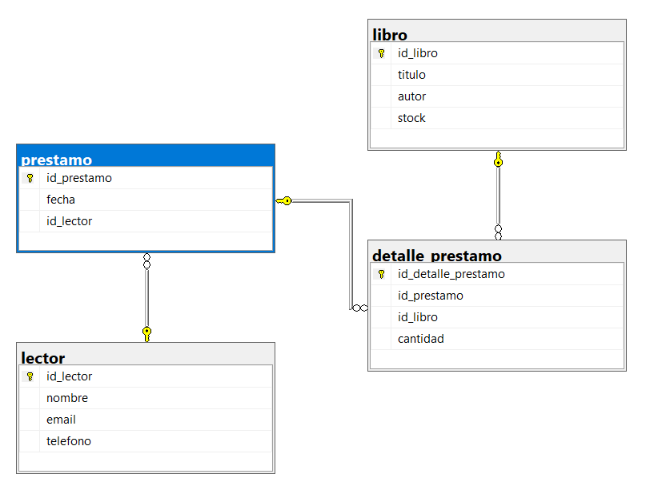 libro
id_libro
titulo
autor
stock
prestamo
id_prestamo
fecha
id_lector
detalle_prestamo
id_detalle_prestamo
id_prestamo
id_libro
cantidad
lector
id_lector
nombre
email
telefono